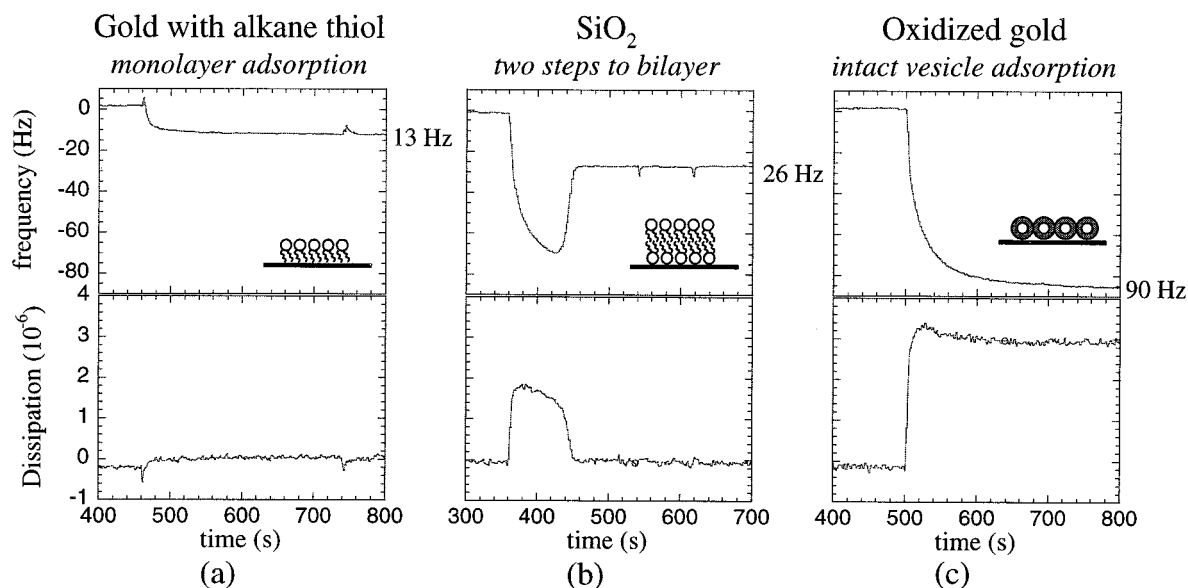 Gold with alkane thiol
monolayer adsorption
SiO2
two steps to bilayer
Oxidized gold
intact vesicle adsorption
frequency (Hz)
0
-20
-40
-60
-80
13 Hz
26 Hz
90 Hz
Dissipation (10^-6)
4
3
2
1
0
-1
400 500 600 700 800
300 400 500 600 700
400 500 600 700 800
time (s)
time (s)
time (s)
(a)
(b)
(c)